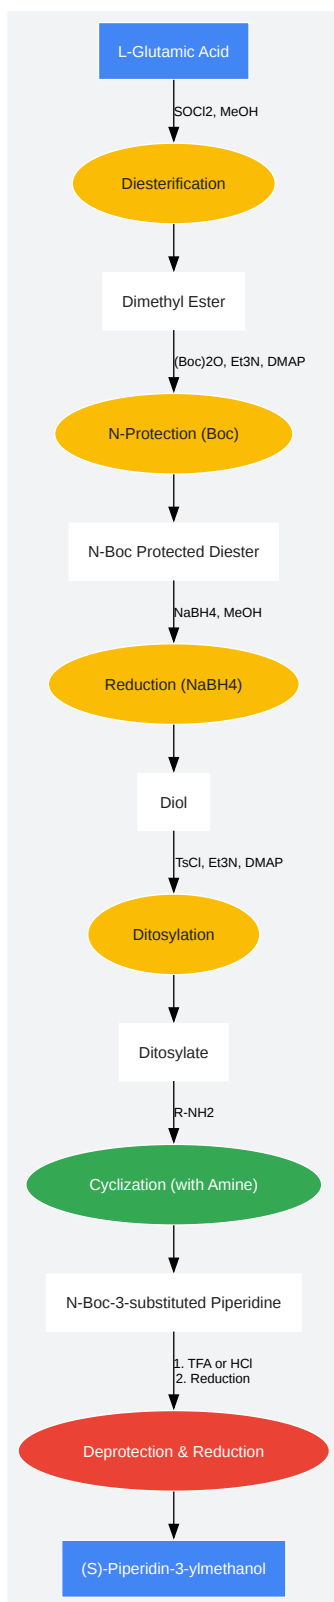 L-Glutamic Acid
SOCl2, MeOH
Diesterification
Dimethyl Ester
(Boc)2O, Et3N, DMAP
N-Protection (Boc)
N-Boc Protected Diester
NaBH4, MeOH
Reduction (NaBH4)
Diol
TsCl, Et3N, DMAP
Ditosylation
Ditosylate
R-NH2
Cyclization (with Amine)
N-Boc-3-substituted Piperidine
1. TFA or HCl
2. Reduction
Deprotection & Reduction
(S)-Piperidin-3-ylmethanol